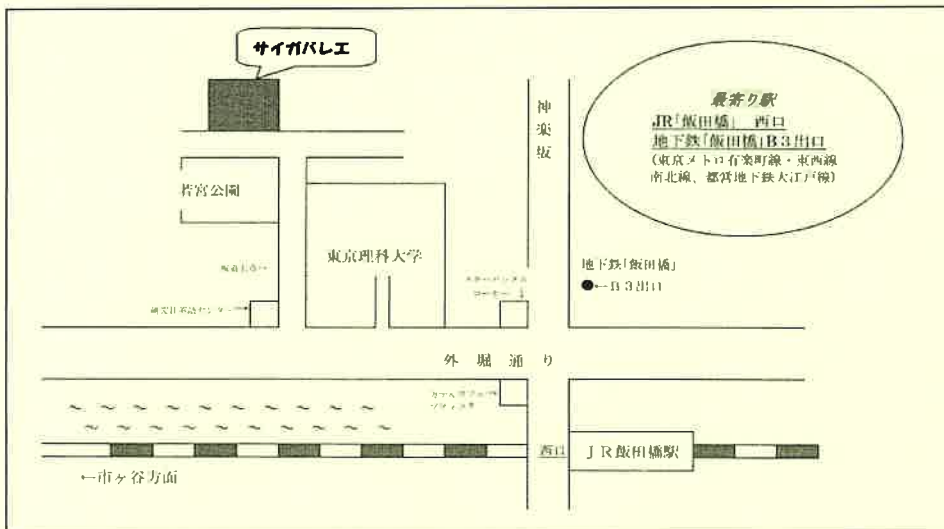 サイガバレエ
神楽坂
最寄り駅
JR「飯田橋」 西口
地下鉄「飯田橋」B3出口
(東京メトロ有楽町線・東西線
南北線、都営地下鉄大江戸線)
若宮公園
東京理科大学
地下鉄「飯田橋」
●←B3出口
外堀通り
西口
JR飯田橋駅
←市ヶ谷方面